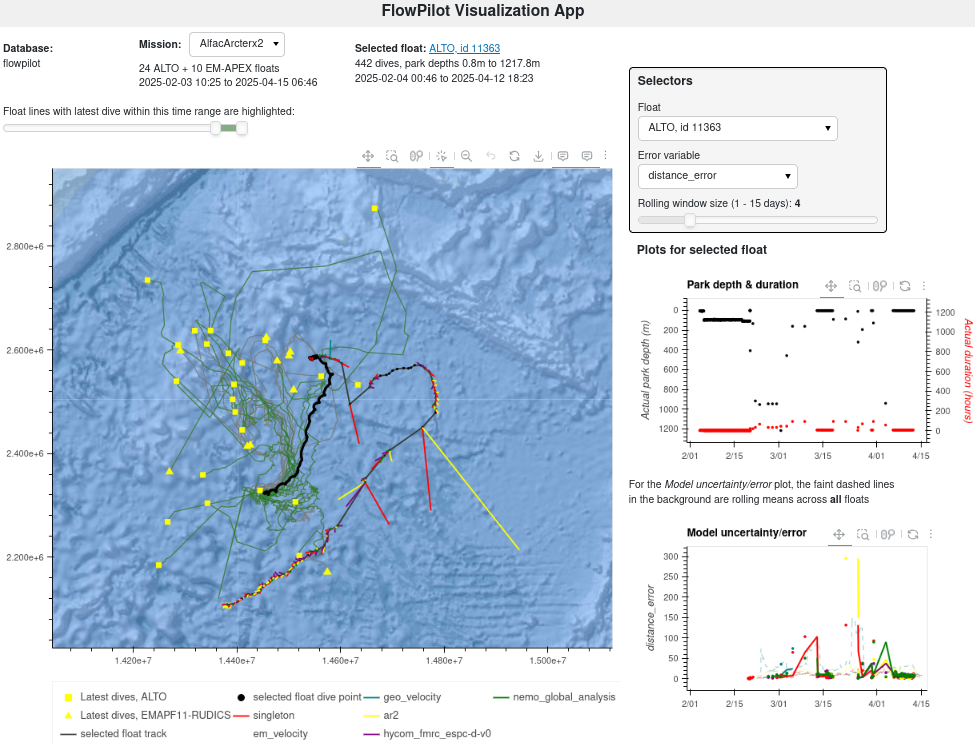 FlowPilot Visualization App
Database:
flowpilot
Mission: AlfacArcterx2
24 ALTO + 10 EM-APEX floats
2025-02-03 10:25 to 2025-04-15 06:46
Selected float: ALTO, id 11363
442 dives, park depths 0.8m to 1217.8m
2025-02-04 00:46 to 2025-04-12 18:23
Float lines with latest dive within this time range are highlighted:
Selectors
Float
ALTO, id 11363
Error variable
distance_error
Rolling window size (1 - 15 days): 4
2.800e+6
2.600e+6
2.400e+6
2.200e+6
1.420e+7 1.440e+7 1.460e+7 1.480e+7 1.500e+7
Latest dives, ALTO
Latest dives, EMAPF11-RUDICS
selected float track
selected float dive point
singleton
em_velocity
geo_velocity
ar2
hycom_fmrc_espc-d-v0
nemo_global_analysis
Plots for selected float
Park depth & duration
Actual park depth (m)
0
200
400
600
800
1000
1200
1200
1000
800
600
400
200
0
Actual duration (hours)
2/01 2/15 3/01 3/15 4/01 4/15
For the Model uncertainty/error plot, the faint dashed lines
in the background are rolling means across all floats
Model uncertainty/error
distance_error
300
250
200
150
100
50
0
2/01 2/15 3/01 3/15 4/01 4/15